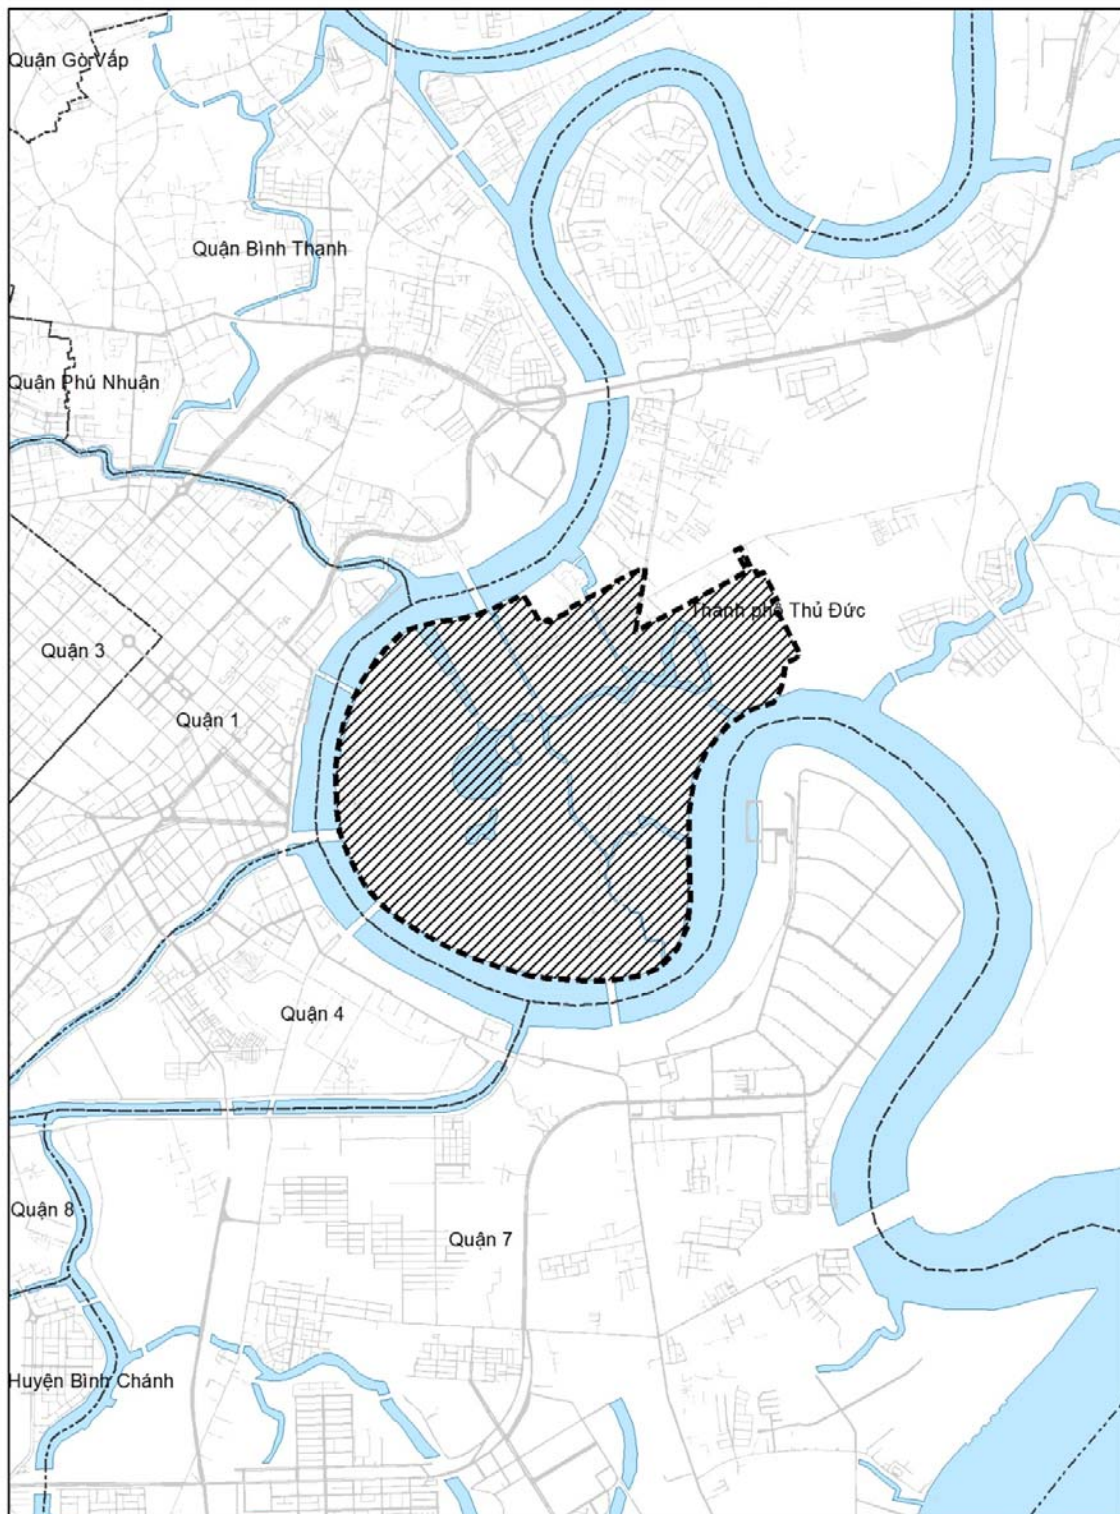 Quận Gò Vấp
Quận Bình Thạnh
Quận Phú Nhuận
Thành phố Thủ Đức
Quận 3
Quận 1
Quận 4
Quận 8
Quận 7
Huyện Bình Chánh